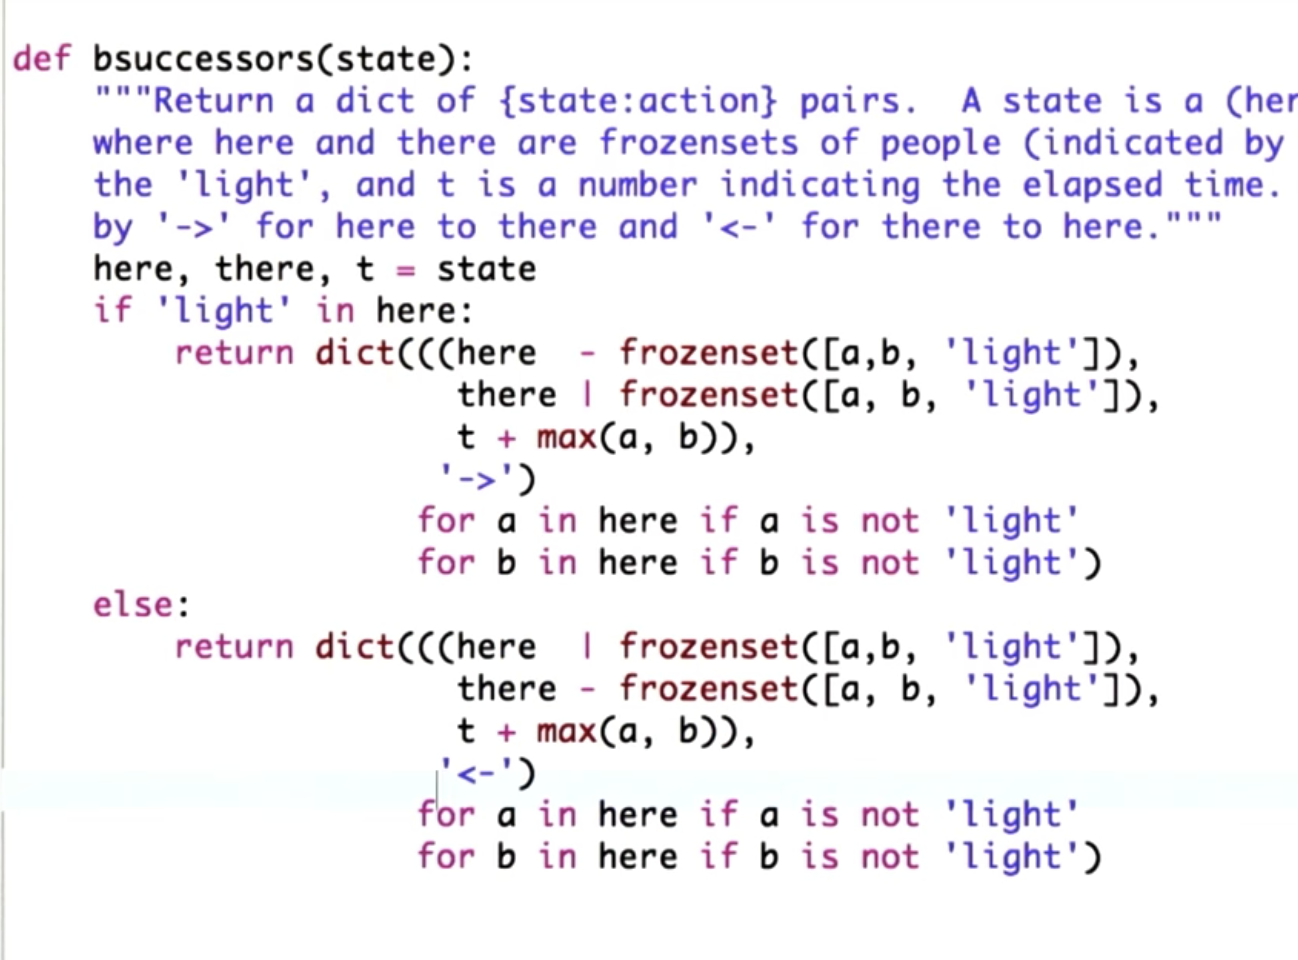 def bsuccessors(state):
    """Return a dict of {state:action} pairs.  A state is a (her
    where here and there are frozensets of people (indicated by
    the 'light', and t is a number indicating the elapsed time.
    by '->' for here to there and '<-' for there to here."""
    here, there, t = state
    if 'light' in here:
        return dict(((here  - frozenset([a,b, 'light']),
                      there | frozenset([a, b, 'light']),
                      t + max(a, b)),
                     '->')
                    for a in here if a is not 'light'
                    for b in here if b is not 'light')
    else:
        return dict(((here  | frozenset([a,b, 'light']),
                      there - frozenset([a, b, 'light']),
                      t + max(a, b)),
                     '<-')
                    for a in here if a is not 'light'
                    for b in here if b is not 'light')